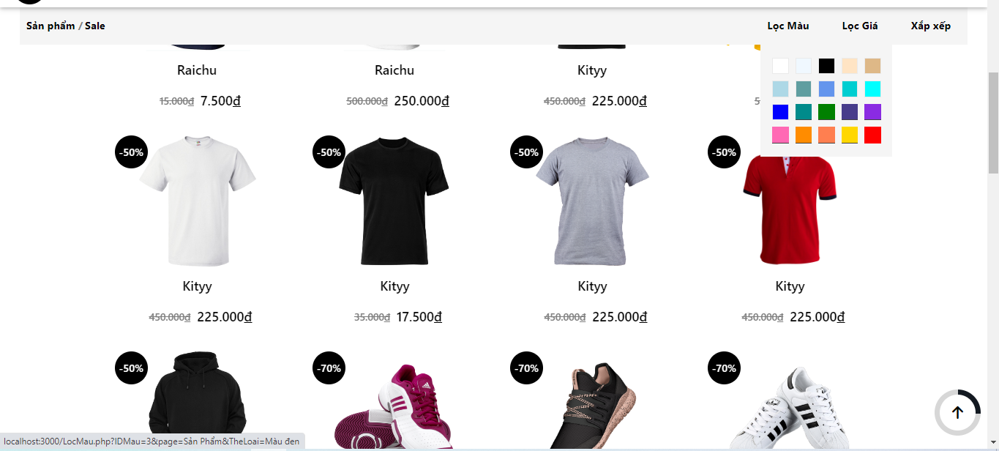 Sản phẩm / Sale
Lọc Màu Lọc Giá Xắp xếp
Raichu Raichu Kityy
15.000₫ 7.500₫ 500.000₫ 250.000₫ 450.000₫ 225.000₫
-50% -50% -50% -50%
Kityy Kityy Kityy Kityy
450.000₫ 225.000₫ 35.000₫ 17.500₫ 450.000₫ 225.000₫ 450.000₫ 225.000₫
-50% -70% -70% -70%
localhost:3000/LocMau.php?IDMau=3&page=Sản Phẩm&TheLoai=Màu đen